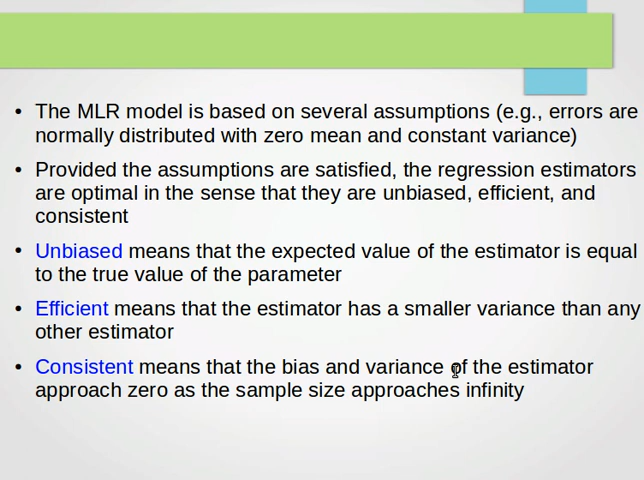 • The MLR model is based on several assumptions (e.g., errors are
normally distributed with zero mean and constant variance)
• Provided the assumptions are satisfied, the regression estimators
are optimal in the sense that they are unbiased, efficient, and
consistent
• Unbiased means that the expected value of the estimator is equal
to the true value of the parameter
• Efficient means that the estimator has a smaller variance than any
other estimator
• Consistent means that the bias and variance of the estimator
approach zero as the sample size approaches infinity